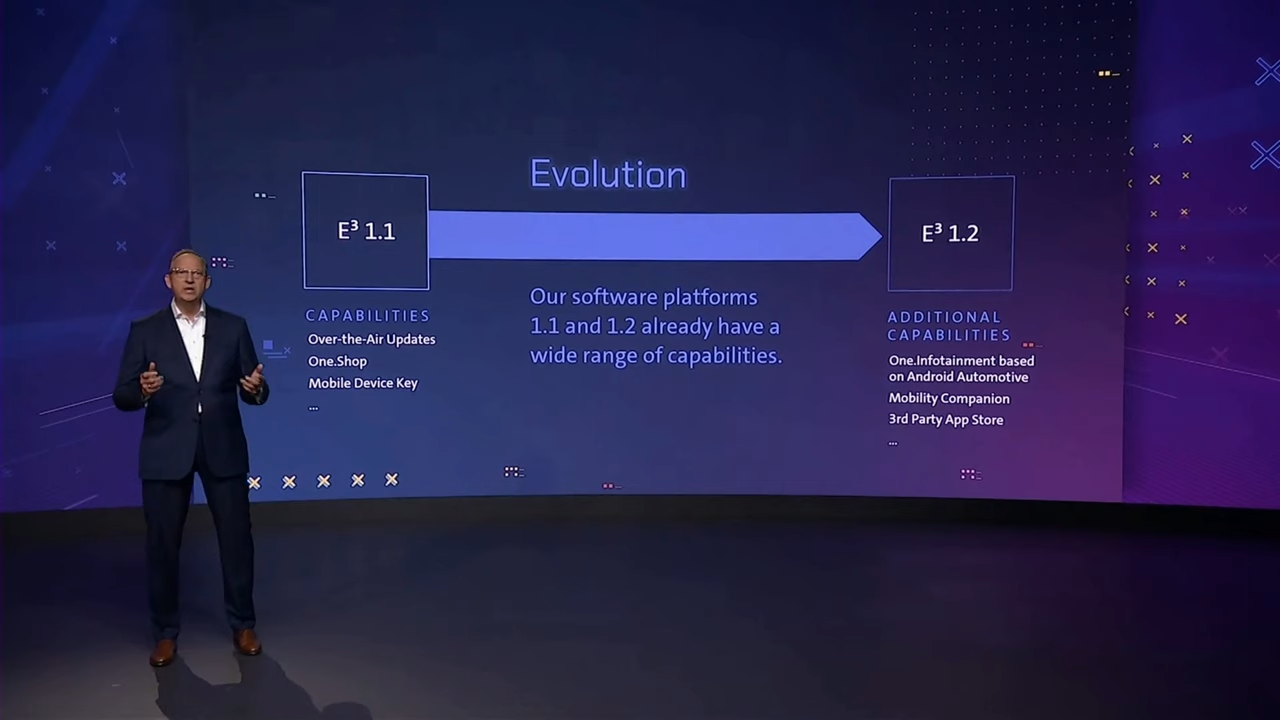 Evolution
E³ 1.1
E³ 1.2
Our software platforms
1.1 and 1.2 already have a
wide range of capabilities.
CAPABILITIES
Over-the-Air Updates
One.Shop
Mobile Device Key
...
ADDITIONAL
CAPABILITIES
One.Infotainment based
on Android Automotive
Mobility Companion
3rd Party App Store
...